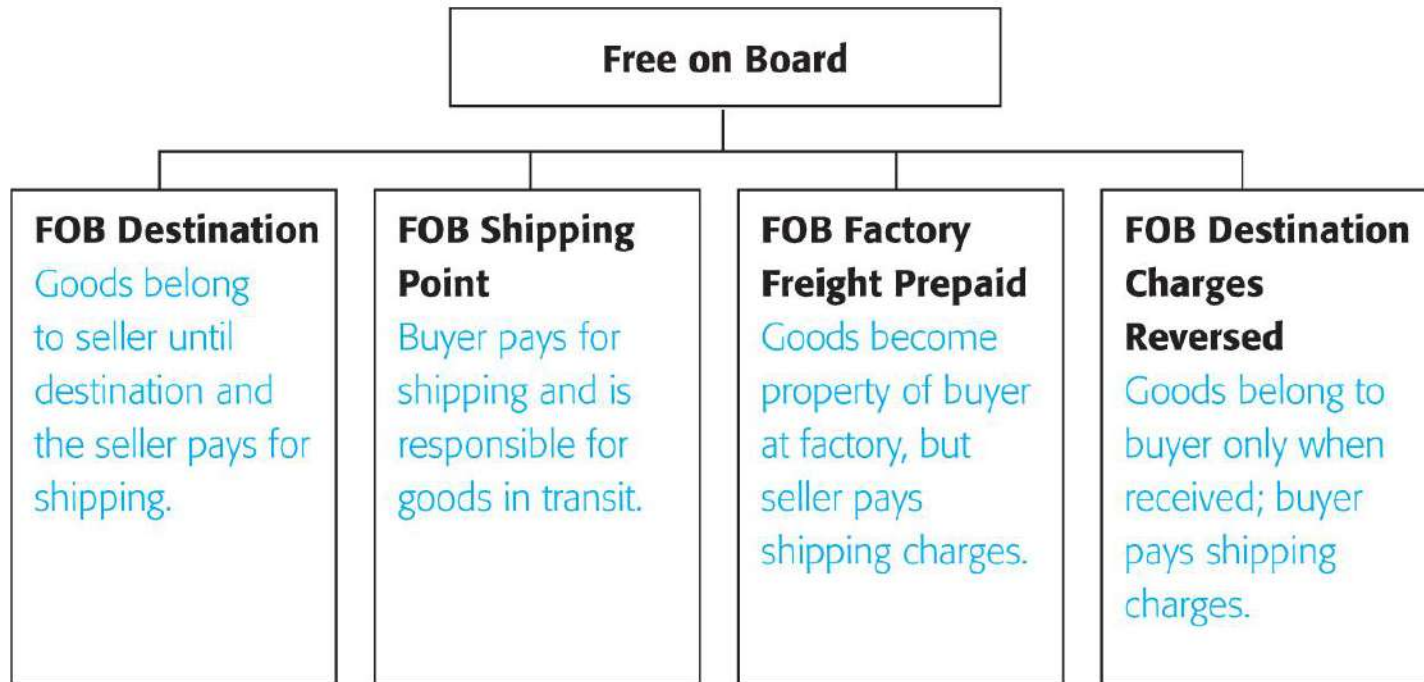 Free on Board
FOB Destination
Goods belong
to seller until
destination and
the seller pays for
shipping.
FOB Shipping
Point
Buyer pays for
shipping and is
responsible for
goods in transit.
FOB Factory
Freight Prepaid
Goods become
property of buyer
at factory, but
seller pays
shipping charges.
FOB Destination
Charges
Reversed
Goods belong to
buyer only when
received; buyer
pays shipping
charges.